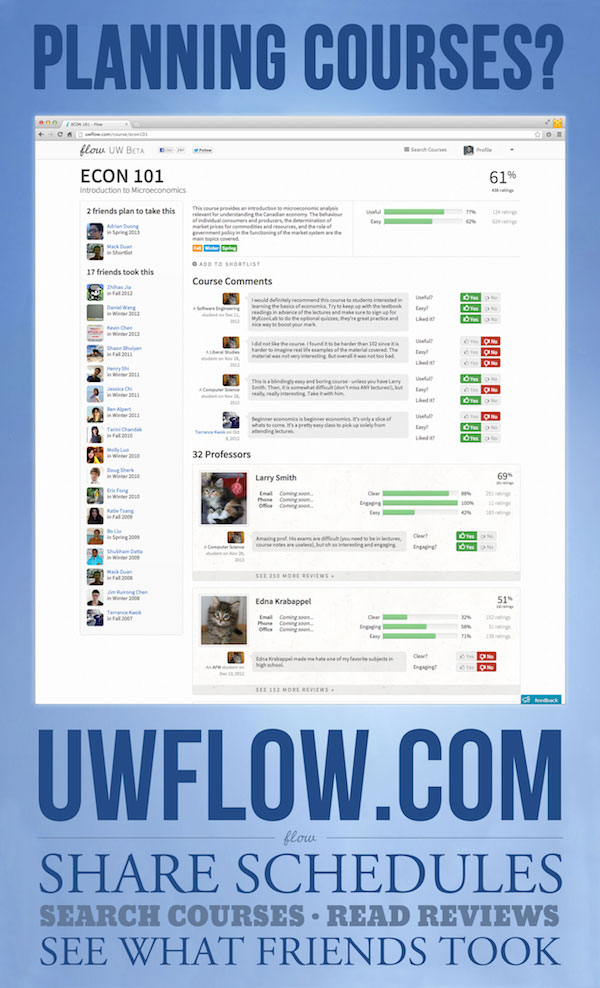 PLANNING COURSES?
ECON 101 - Flow
uwflow.com/course/econ101
flow UW BETA
Follow
Search Courses
Profile
ECON 101
61%
Introduction to Microeconomics
438 ratings
2 friends plan to take this
Adrian Duong
in Spring 2013
Mack Duan
in Shortlist
17 friends took this
Zhihao Jia
in Fall 2012
Daniel Wang
in Winter 2012
Kevin Chen
in Winter 2012
Shaon Bhuiyan
in Fall 2011
Henry Shi
in Winter 2011
Jessica Chi
in Winter 2011
Ben Alpert
in Winter 2011
Tarini Chandak
in Fall 2010
Molly Luo
in Winter 2010
Doug Sherk
in Winter 2010
Eric Fong
in Winter 2010
Katie Tsang
in Fall 2009
Bo Liu
in Spring 2009
Shubham Datta
in Winter 2009
Mack Duan
in Fall 2008
Jim Ruirong Chen
in Winter 2008
Terrance Kwok
in Fall 2007
This course provides an introduction to microeconomic analysis
relevant for understanding the Canadian economy. The behaviour
of individual consumers and producers, the determination of
market prices for commodities and resources, and the role of
government policy in the functioning of the market system are the
main topics covered.
Fall Winter Spring
Useful 77% 124 ratings
Easy 62% 624 ratings
ADD TO SHORTLIST
Course Comments
A Software Engineering
student on Dec 11,
2012
I would definitely recommend this course to students interested in
learning the basics of economics. Try to keep up with the textbook
readings in advance of the lectures and make sure to sign up for
MyEconLab to do the optional quizzes, they're great practice and
nice way to boost your mark.
Useful? Yes No
Easy? Yes No
Liked it? Yes No
A Liberal Studies
student on Nov 28,
2012
I did not like the course. I found it to be harder than 102 since it is
harder to imagine real life examples of the material covered. The
material was not very interesting. But overall it was not too bad.
Useful? Yes No
Easy? Yes No
Liked it? Yes No
A Computer Science
student on Nov 28,
2012
This is a blindingly easy and boring course - unless you have Larry
Smith. Then, it is somewhat difficult (don't miss ANY lectures!), but
really, really interesting. Take it with him.
Useful? Yes No
Easy? Yes No
Liked it? Yes No
Terrance Kwok on Oct
9, 2012
Beginner economics is beginner economics. It's only a slice of
whats to come. It's a pretty easy class to pick up solely from
attending lectures.
Useful? Yes No
Easy? Yes No
Liked it? Yes No
32 Professors
Larry Smith
69%
Email Coming soon...
Phone Coming soon...
Office Coming soon...
Clear 88% 251 ratings
Engaging 100% 11 ratings
Easy 42% 163 ratings
A Computer Science
student on Nov 28,
2012
Amazing prof. His exams are difficult (you need to be in lectures,
course notes are useless), but oh so interesting and engaging.
Clear? Yes No
Engaging? Yes No
SEE 250 MORE REVIEWS
Edna Krabappel
51%
Email Coming soon...
Phone Coming soon...
Office Coming soon...
Clear 32% 152 ratings
Engaging 58% 31 ratings
Easy 71% 139 ratings
An AFM student on
Dec 13, 2012
Edna Krabappel made me hate one of my favorite subjects in
high school.
Clear? Yes No
Engaging? Yes No
SEE 152 MORE REVIEWS
feedback
UWFLOW.COM
flow
SHARE SCHEDULES
SEARCH COURSES · READ REVIEWS
SEE WHAT FRIENDS TOOK